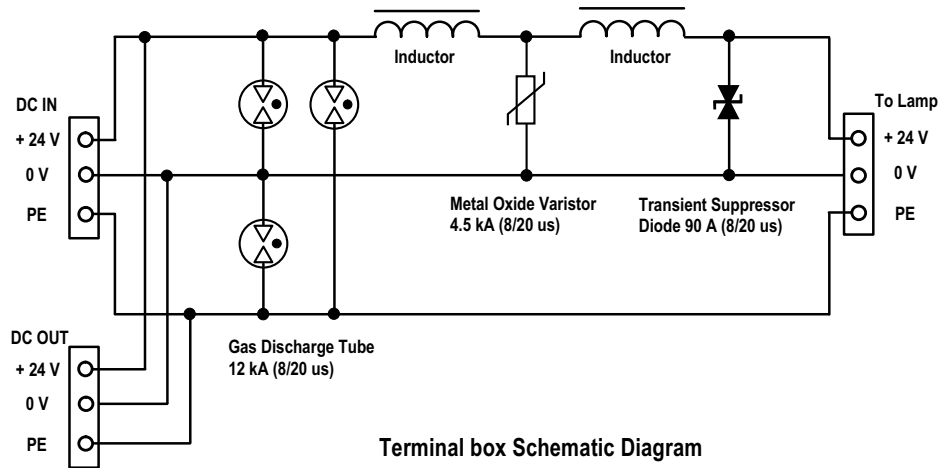 Inductor
Inductor
DC IN
+ 24 V
0 V
PE
To Lamp
+ 24 V
0 V
PE
Metal Oxide Varistor
4.5 kA (8/20 us)
Transient Suppressor
Diode 90 A (8/20 us)
DC OUT
+ 24 V
0 V
PE
Gas Discharge Tube
12 kA (8/20 us)
Terminal box Schematic Diagram